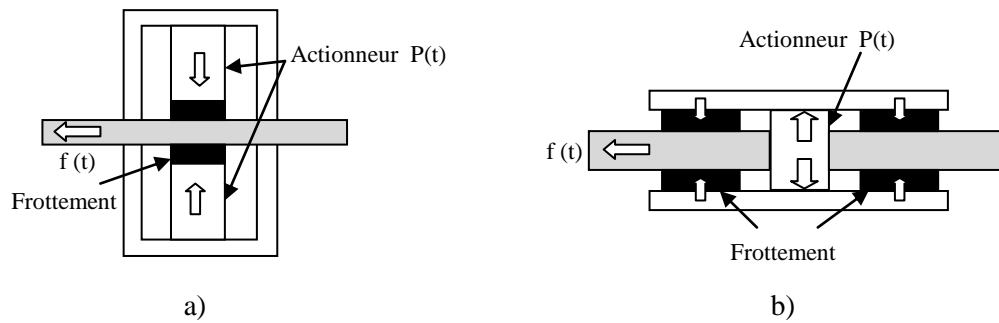 Actionneur P(t)
f (t)
Frottement
a)
Actionneur P(t)
f (t)
Frottement
b)